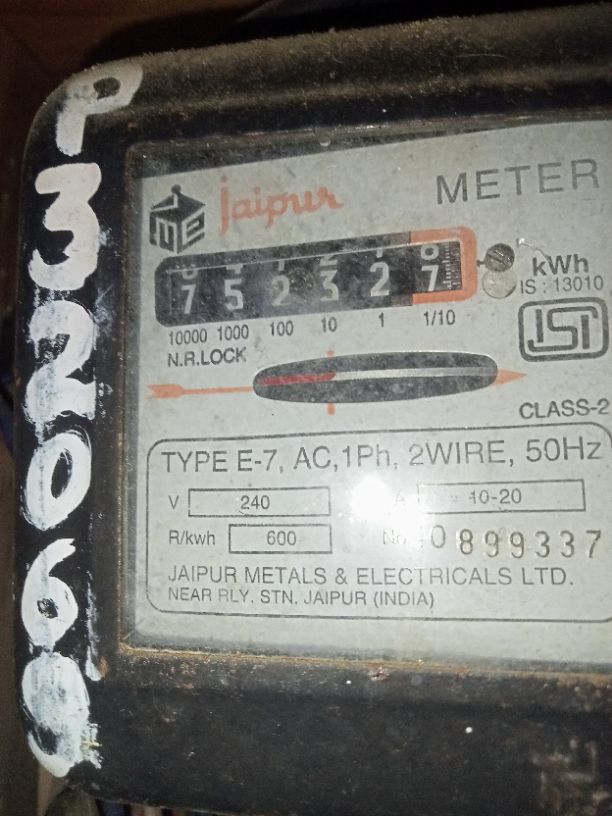 P32069
JME
Jaipur METER
7 5 2 3 2 7 kWh
IS : 13010
10000 1000 100 10 1 1/10
N.R.LOCK
ISI
CLASS-2
TYPE E-7, AC,1Ph, 2WIRE, 50Hz
V 240 A 10-20
R/kwh 600 No. 0899337
JAIPUR METALS & ELECTRICALS LTD.
NEAR RLY. STN. JAIPUR (INDIA)